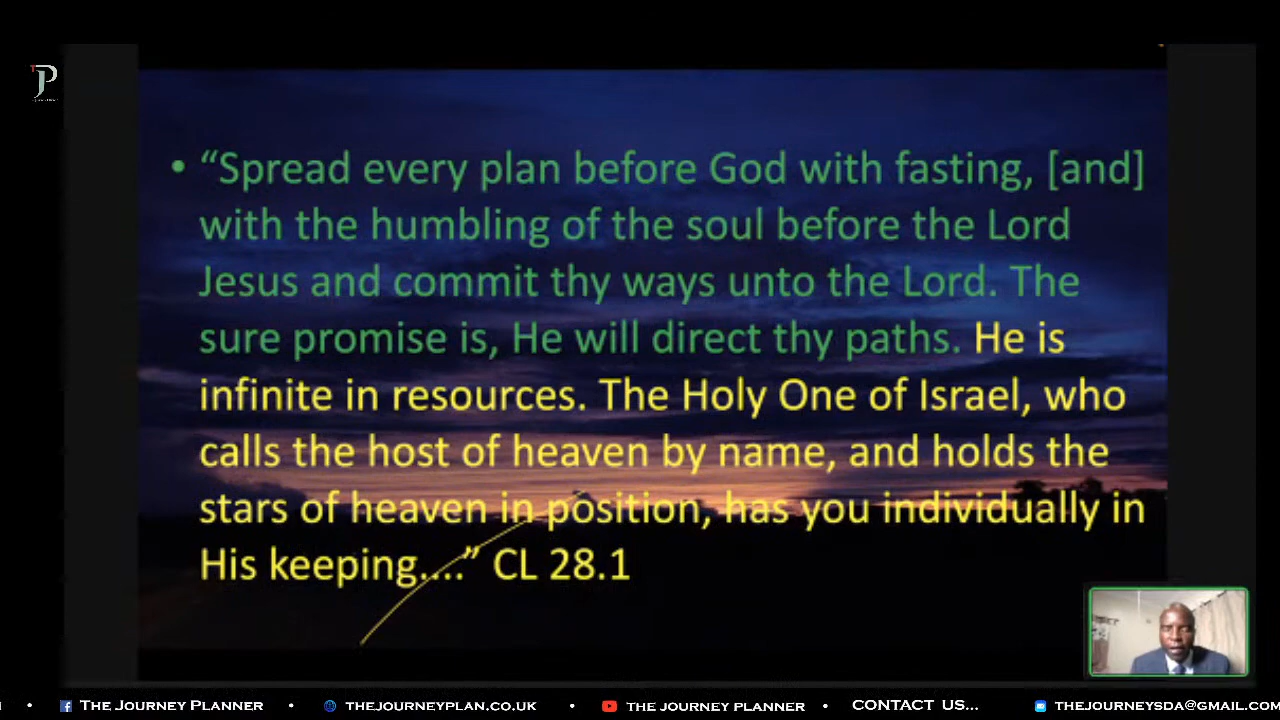 JP
• “Spread every plan before God with fasting, [and]
with the humbling of the soul before the Lord
Jesus and commit thy ways unto the Lord. The
sure promise is, He will direct thy paths. He is
infinite in resources. The Holy One of Israel, who
calls the host of heaven by name, and holds the
stars of heaven in position, has you individually in
His keeping....” CL 28.1
• THE JOURNEY PLANNER • THEJOURNEYPLAN.CO.UK • THE JOURNEY PLANNER • CONTACT US... THEJOURNEYSDA@GMAIL.COM